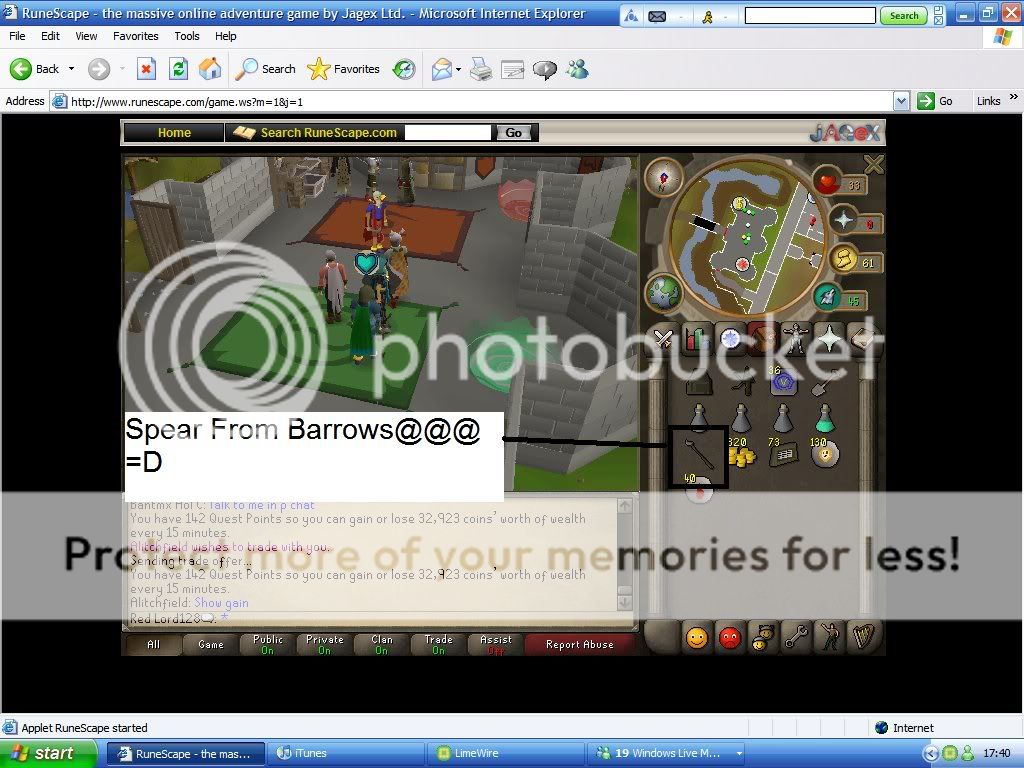 RuneScape - the massive online adventure game by Jagex Ltd. - Microsoft Internet Explorer
Search
File Edit View Favorites Tools Help
Back Search Favorites
Address http://www.runescape.com/game.ws?m=1&j=1 Go Links »
Home Search RuneScape.com Go JAGEX
N
33
0
61
45
photobucket
36
Spear From Barrows@@@
=D
320 73 130
40
Talk to me in p chat
You have 142 Quest Points so you can gain or lose 32,923 coins' worth of wealth
every 15 minutes.
Alitchfield wishes to trade with you.
Sending trade offer...
You have 142 Quest Points so you can gain or lose 32,923 coins' worth of wealth
every 15 minutes.
Alitchfield: Show gain
Red Lord128: *
Protect more of your memories for less!
All Game Public On Private On Clan On Trade On Assist Off Report Abuse
Applet RuneScape started Internet
start RuneScape - the mas... iTunes LimeWire 19 Windows Live M... 17:40